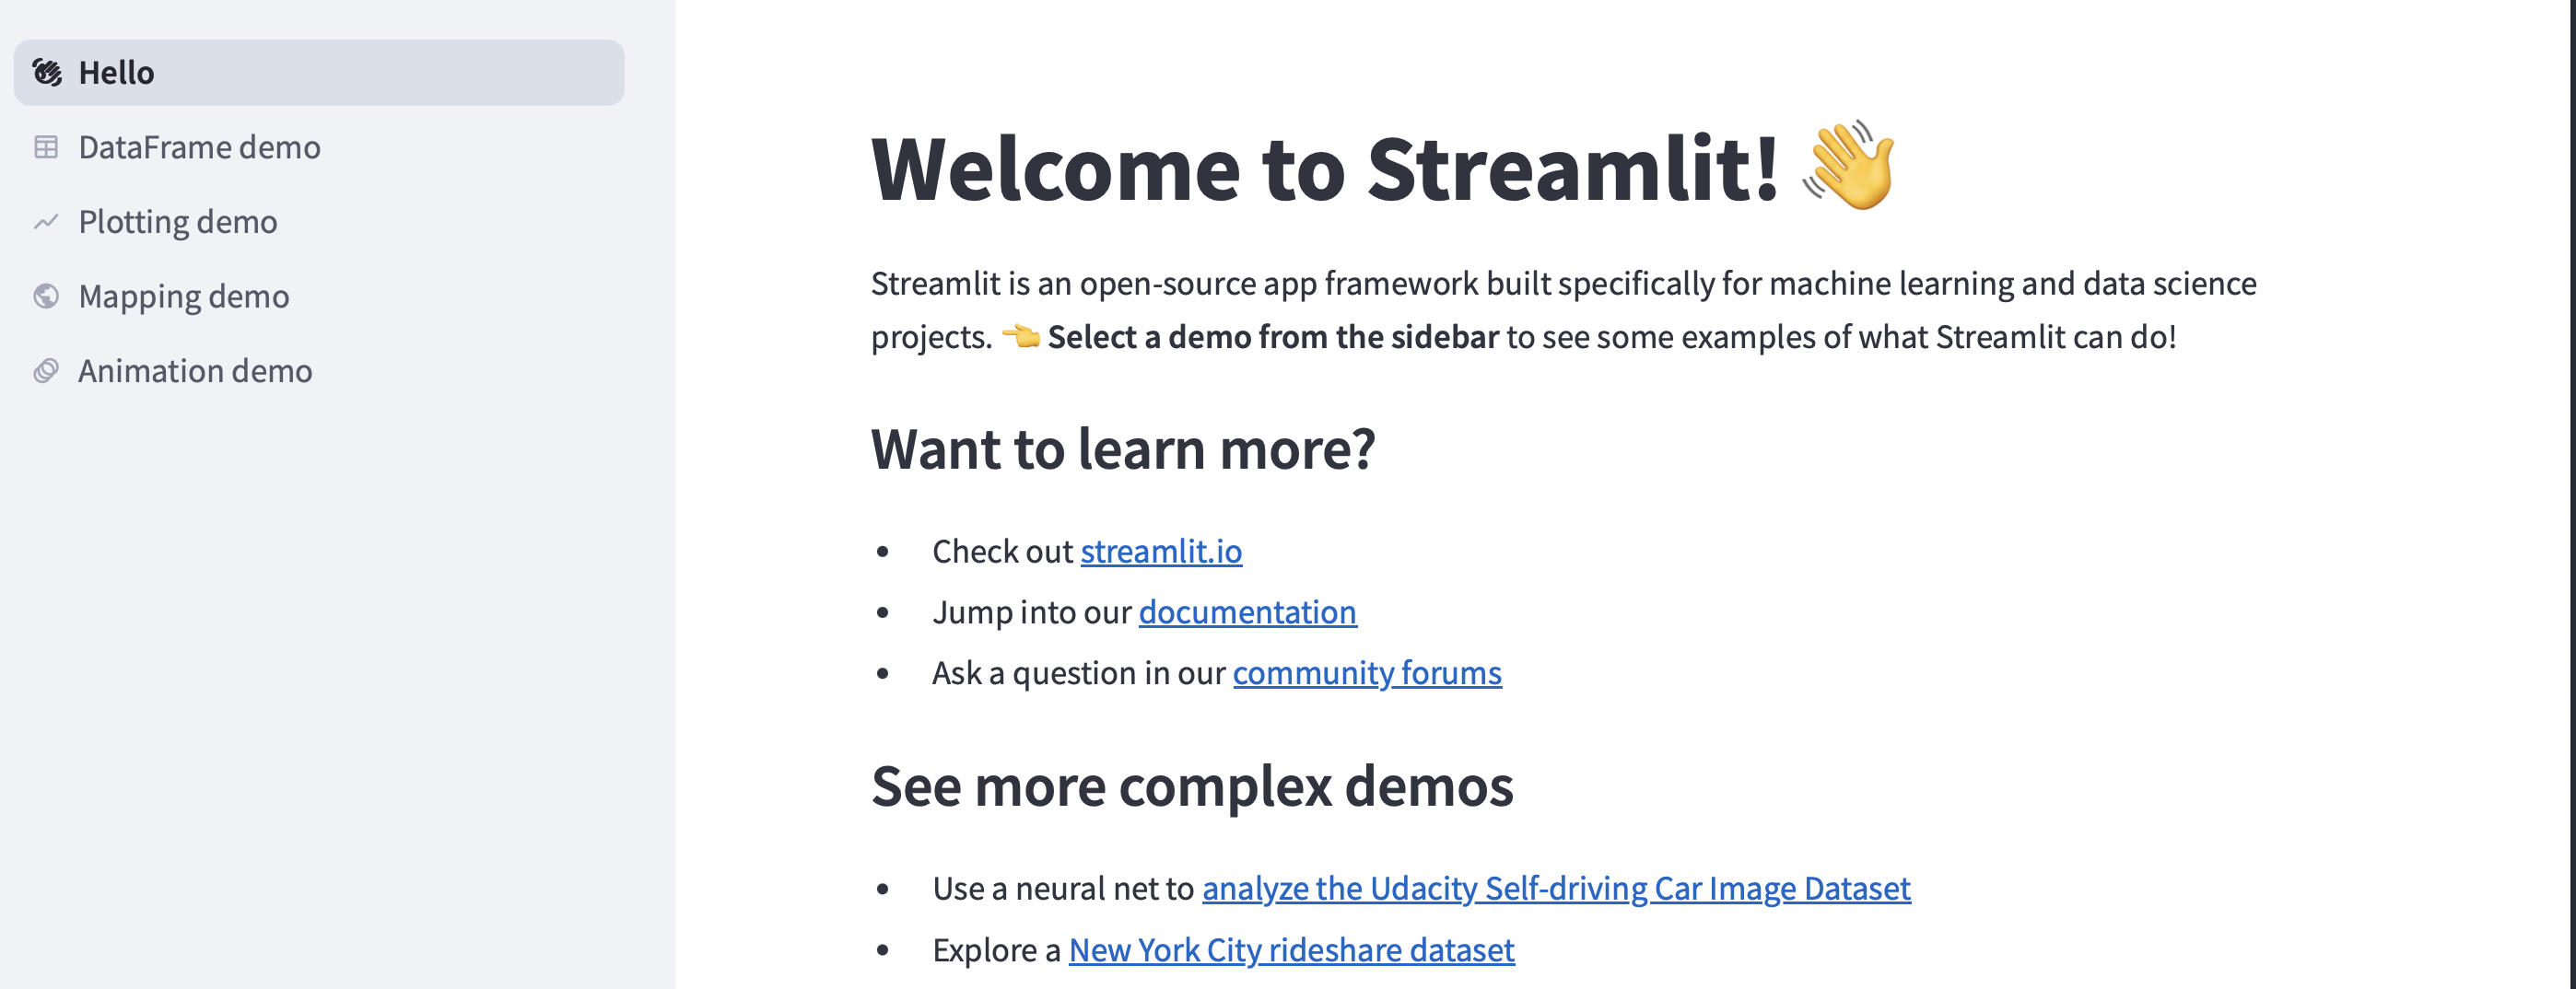 Hello
DataFrame demo
Plotting demo
Mapping demo
Animation demo
Welcome to Streamlit! 👋
Streamlit is an open-source app framework built specifically for machine learning and data science
projects. 👈 Select a demo from the sidebar to see some examples of what Streamlit can do!
Want to learn more?
• Check out streamlit.io
• Jump into our documentation
• Ask a question in our community forums
See more complex demos
• Use a neural net to analyze the Udacity Self-driving Car Image Dataset
• Explore a New York City rideshare dataset